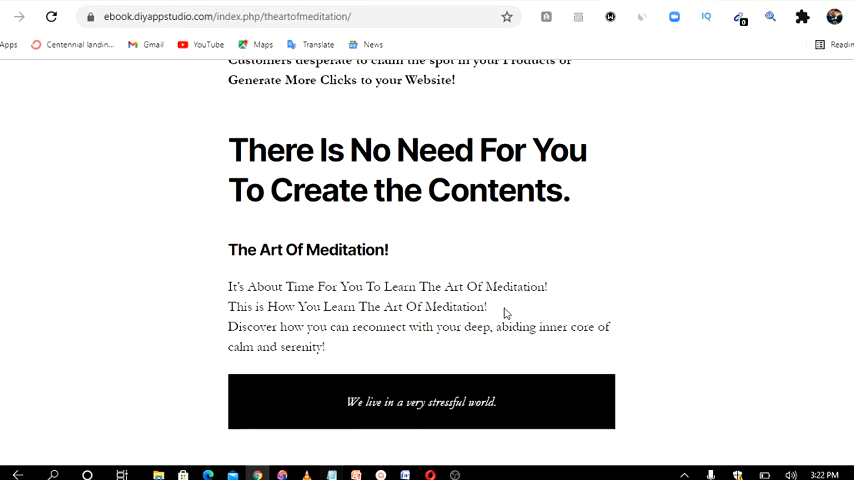 ebook.diyappstudio.com/index.php/theartofmeditation/
IQ
0
Apps
Centennial landin...
Gmail
YouTube
Maps
Translate
News
Readin
Customers desperate to claim the spot in your Products or
Generate More Clicks to your Website!
There Is No Need For You
To Create the Contents.
The Art Of Meditation!
It's About Time For You To Learn The Art Of Meditation!
This is How You Learn The Art Of Meditation!
Discover how you can reconnect with your deep, abiding inner core of
calm and serenity!
We live in a very stressful world.
3:22 PM